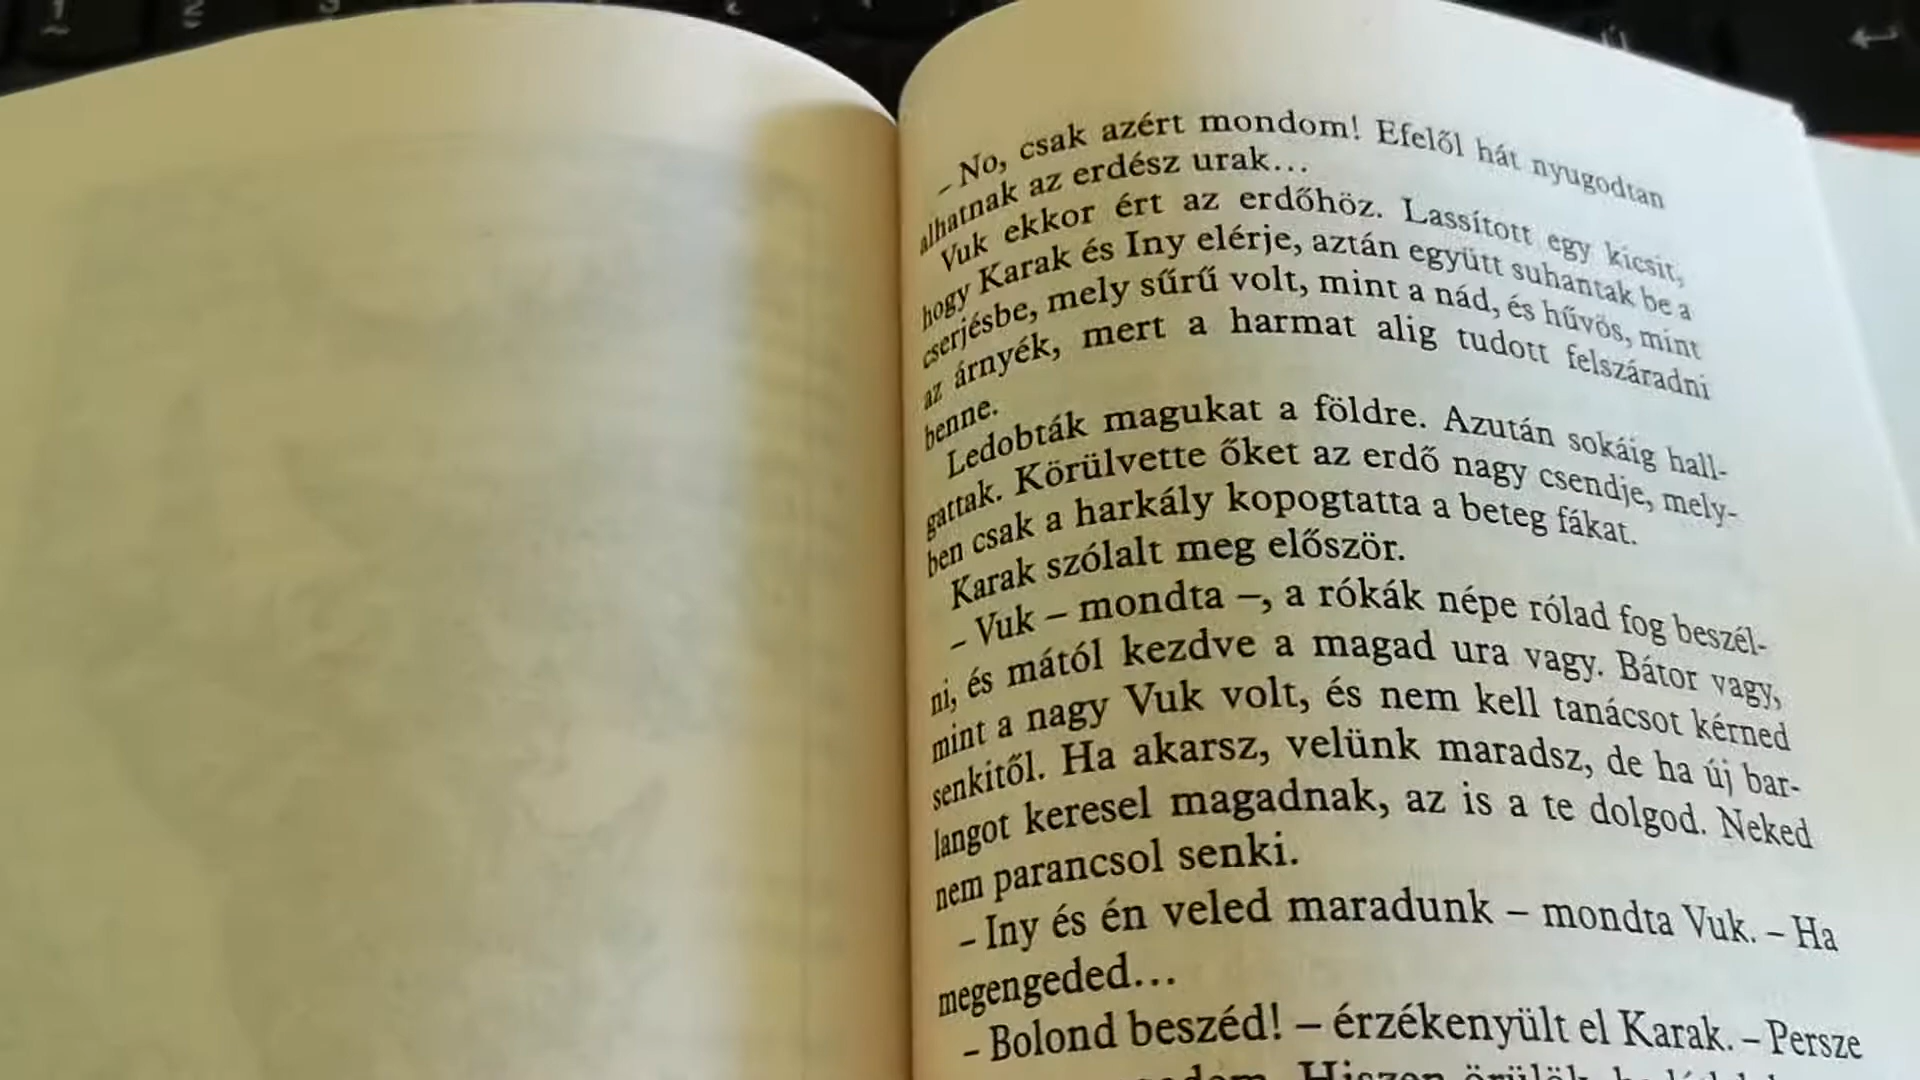 – No, csak azért mondom! Efelől hát nyugodtan
alhatnak az erdész urak…
Vuk ekkor ért az erdőhöz. Lassított egy kicsit,
hogy Karak és Iny elérje, aztán együtt suhantak be a
cserjésbe, mely sűrű volt, mint a nád, és hűvös, mint
az árnyék, mert a harmat alig tudott felszáradni
benne.
Ledobták magukat a földre. Azután sokáig hall-
gattak. Körülvette őket az erdő nagy csendje, mely-
ben csak a harkály kopogtatta a beteg fákat.
Karak szólalt meg először.
– Vuk – mondta –, a rókák népe rólad fog beszél-
ni, és mától kezdve a magad ura vagy. Bátor vagy,
mint a nagy Vuk volt, és nem kell tanácsot kérned
senkitől. Ha akarsz, velünk maradsz, de ha új bar-
langot keresel magadnak, az is a te dolgod. Neked
nem parancsol senki.
– Iny és én veled maradunk – mondta Vuk. – Ha
megengeded…
– Bolond beszéd! – érzékenyült el Karak. – Persze
Hiszen örülök